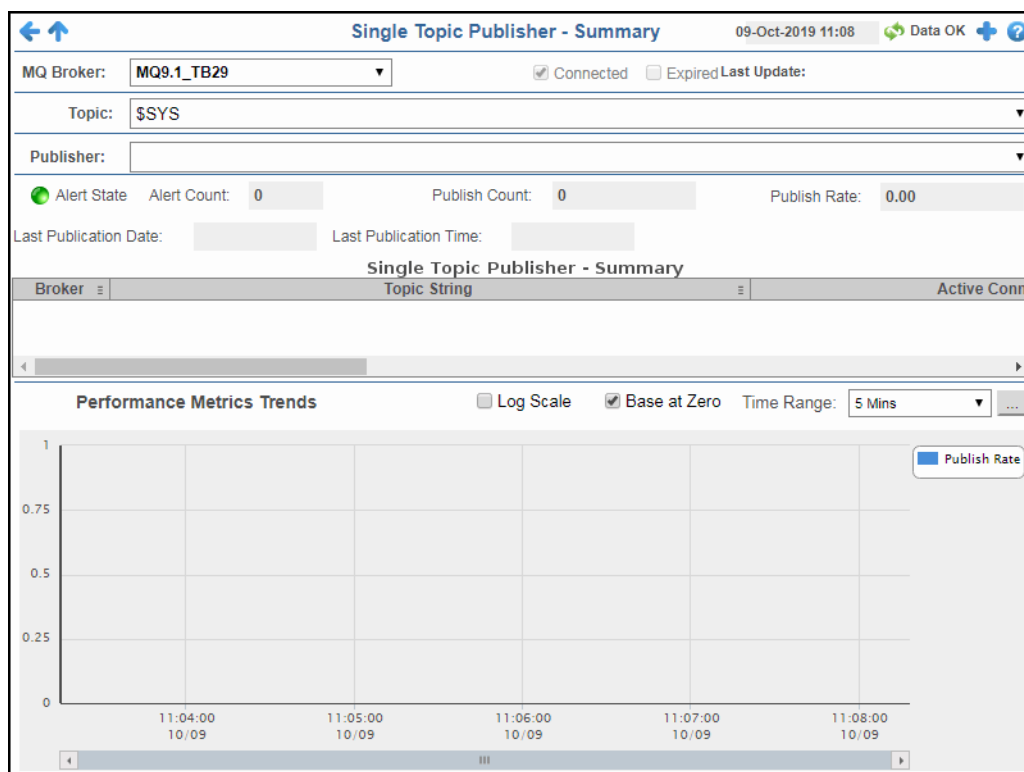 Single Topic Publisher - Summary 09-Oct-2019 11:08 Data OK ?
MQ Broker: MQ9.1_TB29 Connected Expired Last Update:
Topic: $SYS
Publisher:
Alert State Alert Count: 0 Publish Count: 0 Publish Rate: 0.00
Last Publication Date: Last Publication Time:
Single Topic Publisher - Summary
Broker Topic String Active Conn
Performance Metrics Trends Log Scale Base at Zero Time Range: 5 Mins ...
Publish Rate
1
0.75
0.5
0.25
0
11:04:00 11:05:00 11:06:00 11:07:00 11:08:00
10/09 10/09 10/09 10/09 10/09